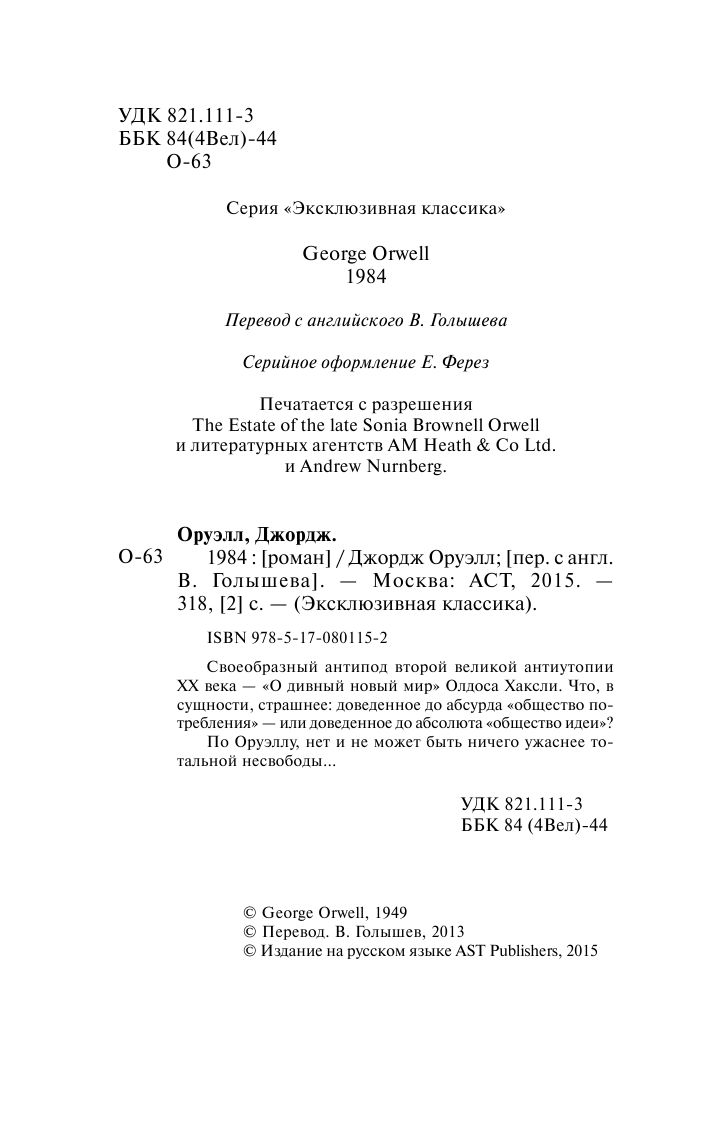 УДК 821.111-3
ББК 84(4Вел)-44
О-63
Серия «Эксклюзивная классика»
George Orwell
1984
Перевод с английского В. Голышева
Серийное оформление Е. Ферез
Печатается с разрешения
The Estate of the late Sonia Brownell Orwell
и литературных агентств AM Heath & Co Ltd.
и Andrew Nurnberg.
Оруэлл, Джордж.
О-63 1984 : [роман] / Джордж Оруэлл; [пер. с англ.
В. Голышева]. — Москва: АСТ, 2015. —
318, [2] с. — (Эксклюзивная классика).
ISBN 978-5-17-080115-2
Своеобразный антипод второй великой антиутопии
XX века — «О дивный новый мир» Олдоса Хаксли. Что, в
сущности, страшнее: доведенное до абсурда «общество по-
требления» — или доведенное до абсолюта «общество идеи»?
По Оруэллу, нет и не может быть ничего ужаснее то-
тальной несвободы...
УДК 821.111-3
ББК 84 (4Вел)-44
© George Orwell, 1949
© Перевод. В. Голышев, 2013
© Издание на русском языке AST Publishers, 2015